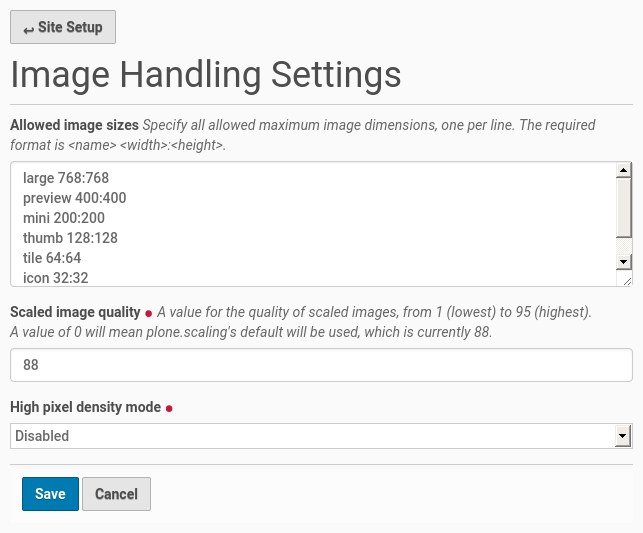 ↵ Site Setup
Image Handling Settings
Allowed image sizes Specify all allowed maximum image dimensions, one per line. The required
format is <name> <width>:<height>.
large 768:768
preview 400:400
mini 200:200
thumb 128:128
tile 64:64
icon 32:32
Scaled image quality • A value for the quality of scaled images, from 1 (lowest) to 95 (highest).
A value of 0 will mean plone.scaling's default will be used, which is currently 88.
88
High pixel density mode •
Disabled
Save Cancel